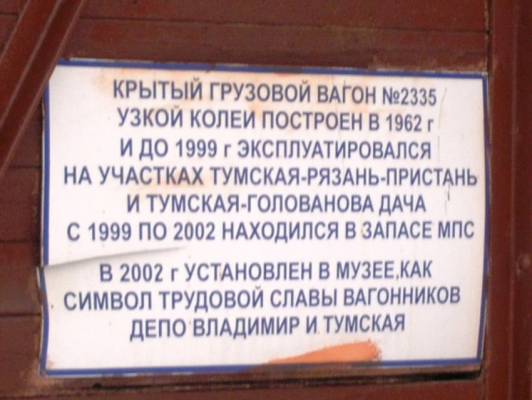 КРЫТЫЙ ГРУЗОВОЙ ВАГОН №2335
УЗКОЙ КОЛЕИ ПОСТРОЕН В 1962 г
И ДО 1999 г ЭКСПЛУАТИРОВАЛСЯ
НА УЧАСТКАХ ТУМСКАЯ-РЯЗАНЬ-ПРИСТАНЬ
И ТУМСКАЯ-ГОЛОВАНОВА ДАЧА
С 1999 ПО 2002 НАХОДИЛСЯ В ЗАПАСЕ МПС
В 2002 г УСТАНОВЛЕН В МУЗЕЕ,КАК
СИМВОЛ ТРУДОВОЙ СЛАВЫ ВАГОННИКОВ
ДЕПО ВЛАДИМИР И ТУМСКАЯ